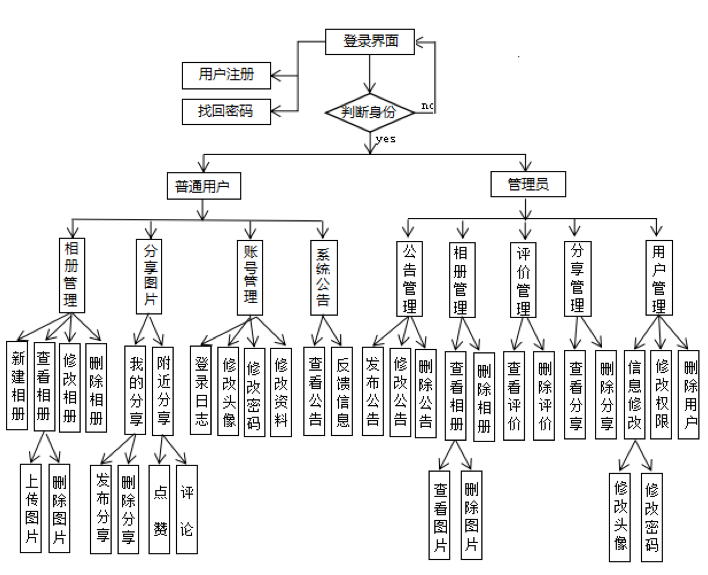 登录界面
用户注册
找回密码
判断身份
no
yes
普通用户
管理员
相册管理
分享图片
账号管理
系统公告
公告管理
相册管理
评价管理
分享管理
用户管理
新建相册
查看相册
修改相册
删除相册
我的分享
附近分享
登录日志
修改头像
修改密码
修改资料
查看公告
反馈信息
发布公告
修改公告
删除公告
查看相册
删除相册
查看评价
删除评价
查看分享
删除分享
信息修改
修改权限
删除用户
上传图片
删除图片
发布分享
删除分享
点赞
评论
查看图片
删除图片
修改头像
修改密码